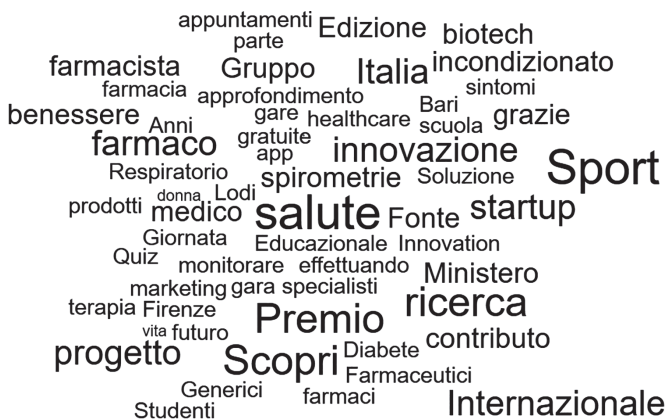 appuntamenti Edizione biotech
parte
farmacista Gruppo Italia incondizionato
farmacia approfondimento sintomi
benessere Anni gare healthcare Bari scuola grazie
farmaco gratuite app innovazione Sport
Respiratorio spirometrie Soluzione
prodotti donna Lodi
medico salute Fonte startup
Giornata Educazionale Innovation
Quiz monitorare effettuando Ministero
marketing gara specialisti
terapia Firenze Premio ricerca
vita futuro contributo
progetto Scopri Diabete
Farmaceutici
Generici farmaci Internazionale
Studenti